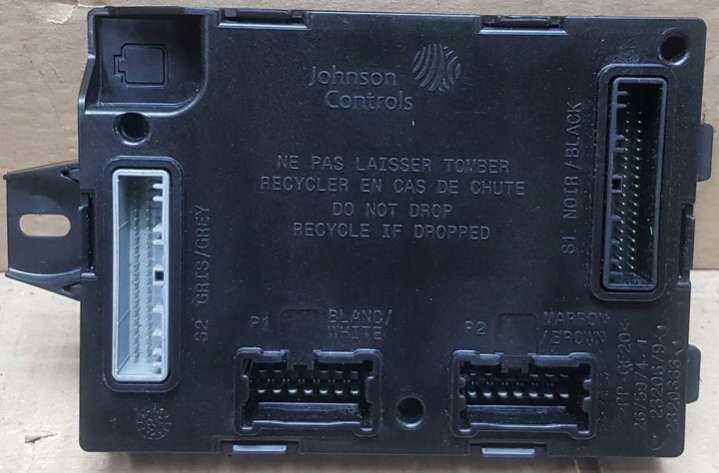 Johnson
Controls
NE PAS LAISSER TOMBER
RECYCLER EN CAS DE CHUTE
DO NOT DROP
RECYCLE IF DROPPED
S1 NOIR/BLACK
S2 GRIS/GREY
P1 BLANC/
WHITE
P2 MARRON
/BROWN